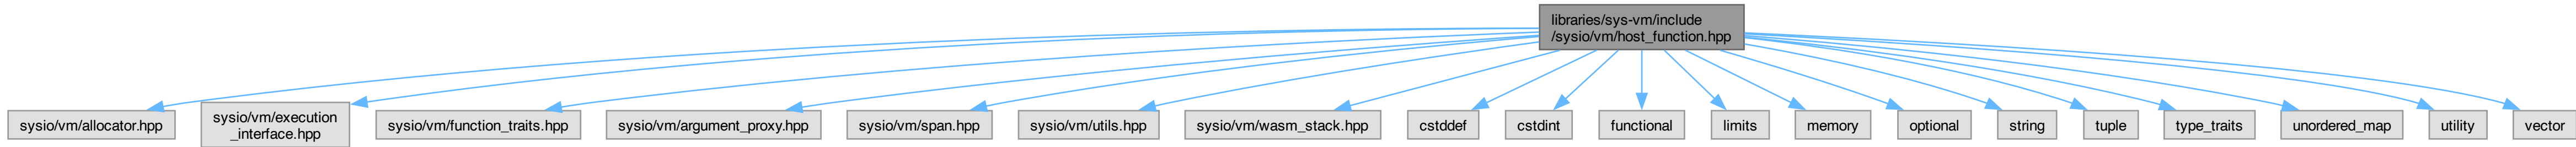 libraries/sys-vm/include
/sysio/vm/host_function.hpp
sysio/vm/allocator.hpp
sysio/vm/execution
_interface.hpp
sysio/vm/function_traits.hpp
sysio/vm/argument_proxy.hpp
sysio/vm/span.hpp
sysio/vm/utils.hpp
sysio/vm/wasm_stack.hpp
cstddef
cstdint
functional
limits
memory
optional
string
tuple
type_traits
unordered_map
utility
vector